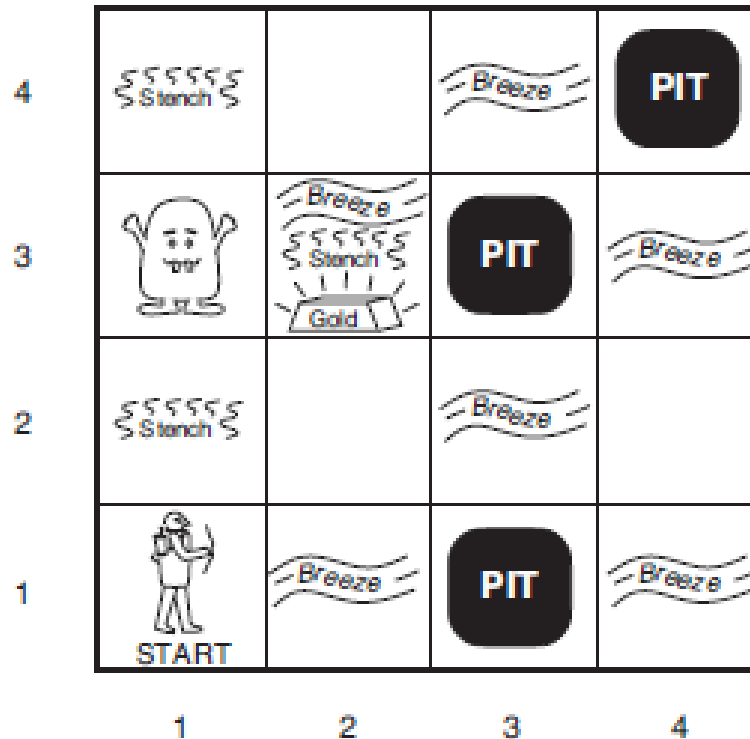 4
Stench
Breeze
PIT
3
Breeze
Stench
Gold
PIT
Breeze
2
Stench
Breeze
1
START
Breeze
PIT
Breeze
1 2 3 4